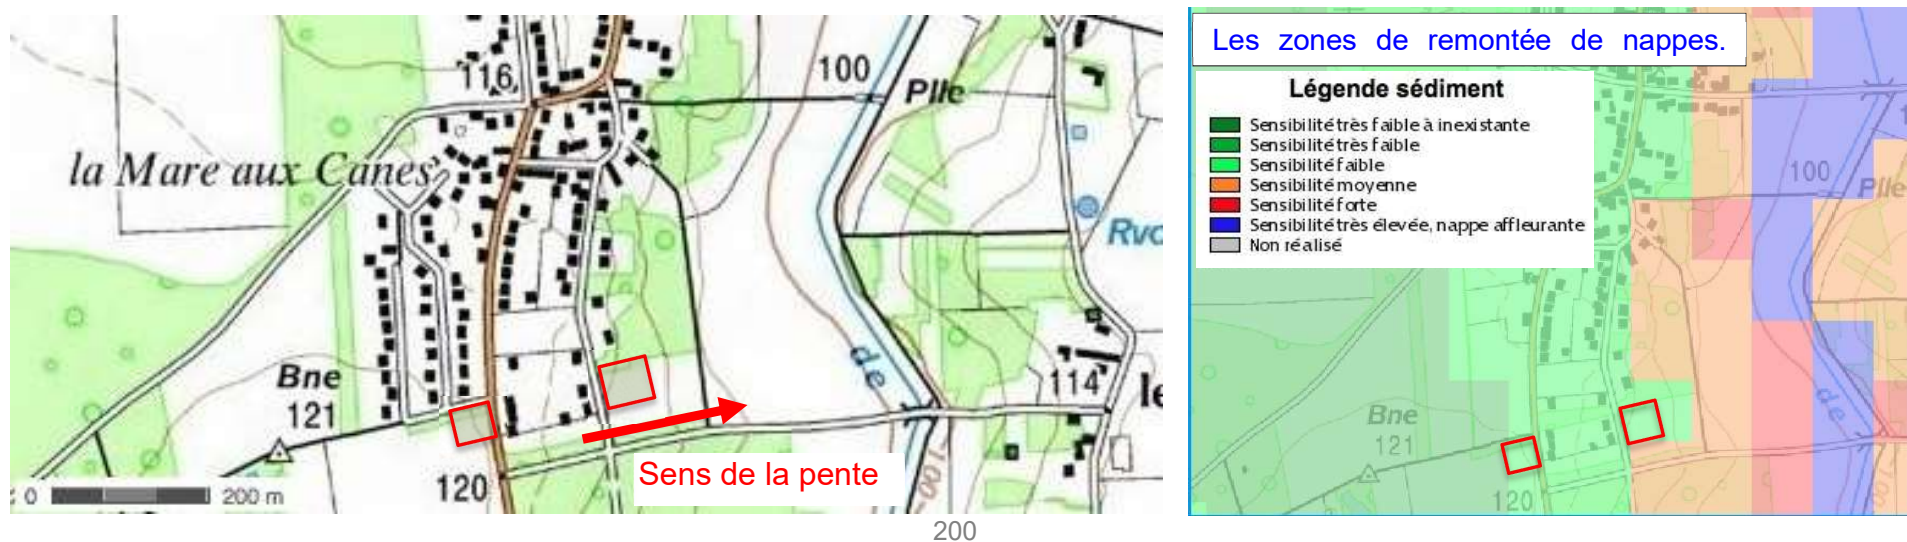 116
100
Plle
la Mare aux Canes
Rvo
de
Bne
121
114
le
Sens de la pente
0
200 m
120
200
Les zones de remontée de nappes.
Légende sédiment
Sensibilité très faible à inexistante
Sensibilité très faible
Sensibilité faible
Sensibilité moyenne
Sensibilité forte
Sensibilité très élevée, nappe affleurante
Non réalisé
100
Plle
de
Bne
121
120